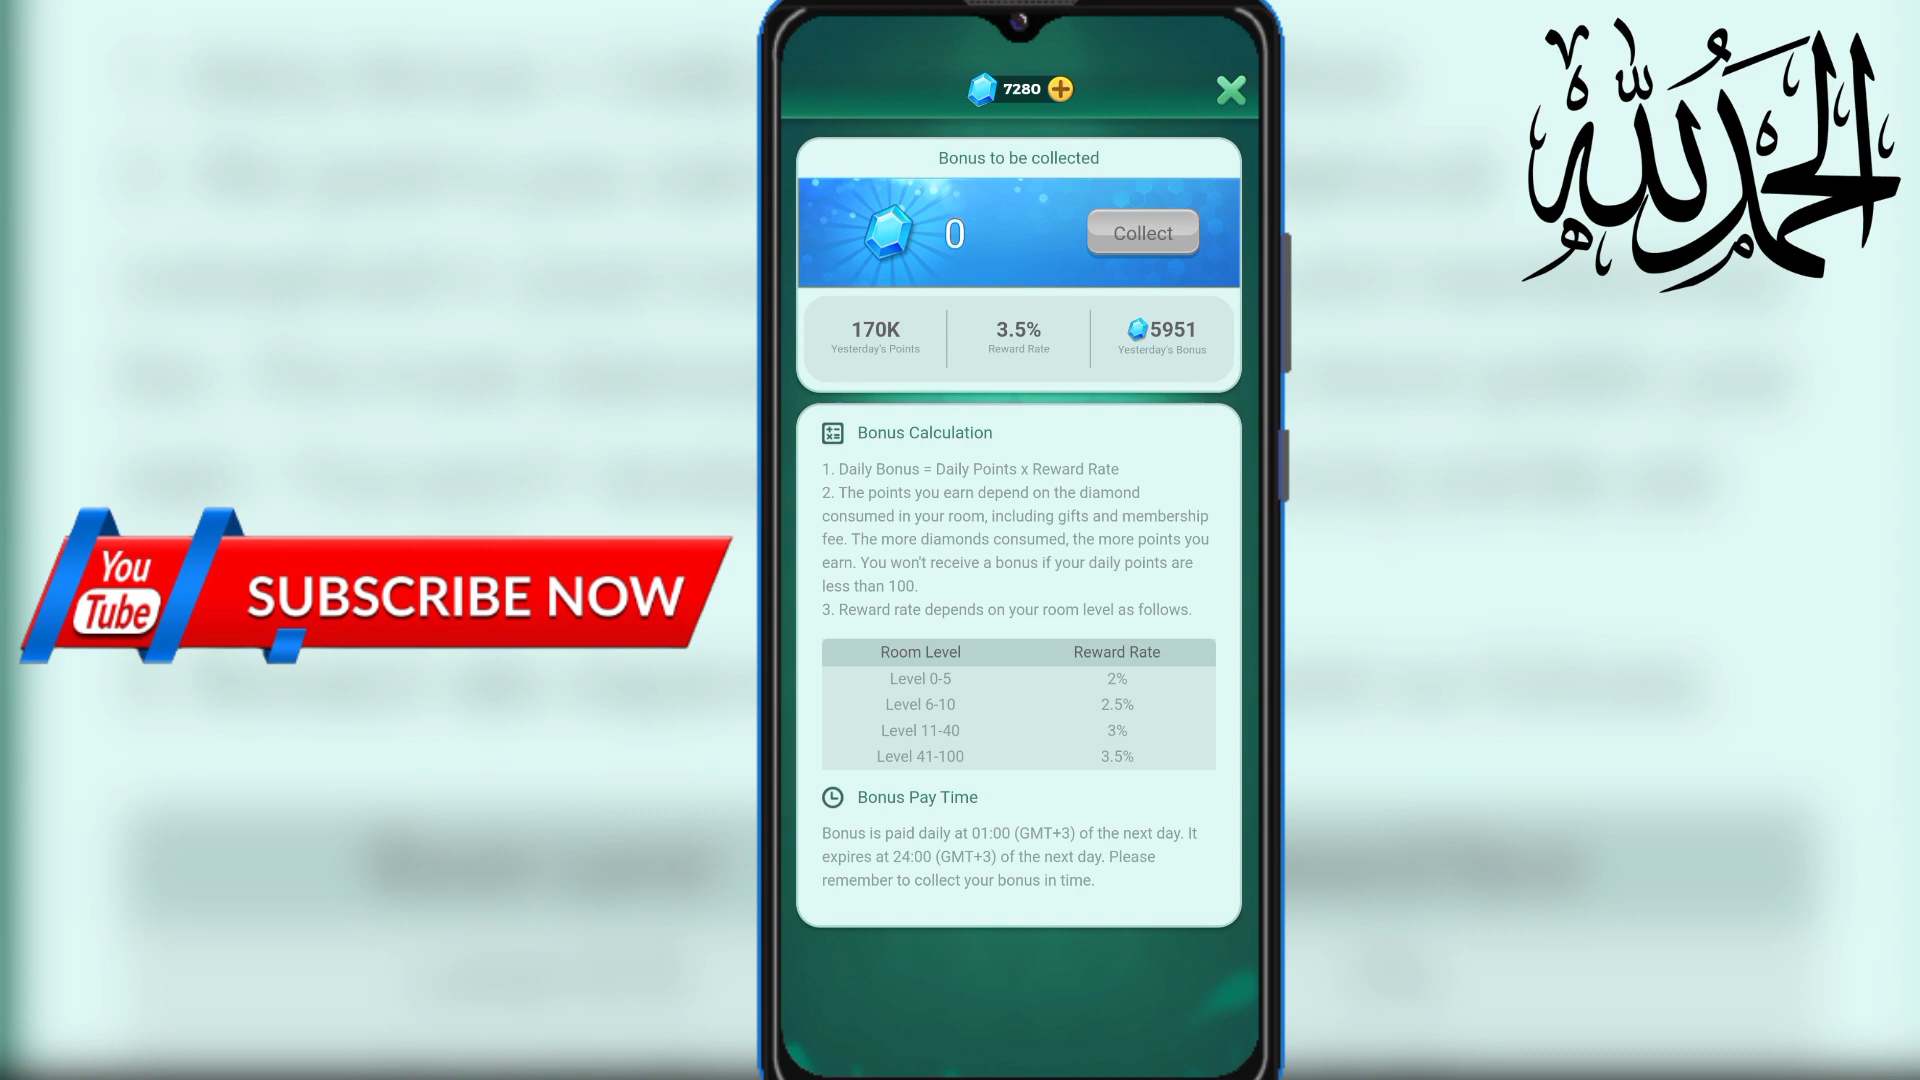 7280
Bonus to be collected
0
Collect
170K
Yesterday's Points
3.5%
Reward Rate
5951
Yesterday's Bonus
Bonus Calculation
1. Daily Bonus = Daily Points x Reward Rate
2. The points you earn depend on the diamond
consumed in your room, including gifts and membership
fee. The more diamonds consumed, the more points you
earn. You won't receive a bonus if your daily points are
less than 100.
3. Reward rate depends on your room level as follows.
Room Level Reward Rate
Level 0-5 2%
Level 6-10 2.5%
Level 11-40 3%
Level 41-100 3.5%
Bonus Pay Time
Bonus is paid daily at 01:00 (GMT+3) of the next day. It
expires at 24:00 (GMT+3) of the next day. Please
remember to collect your bonus in time.
You
Tube
SUBSCRIBE NOW
الحمدُ لله